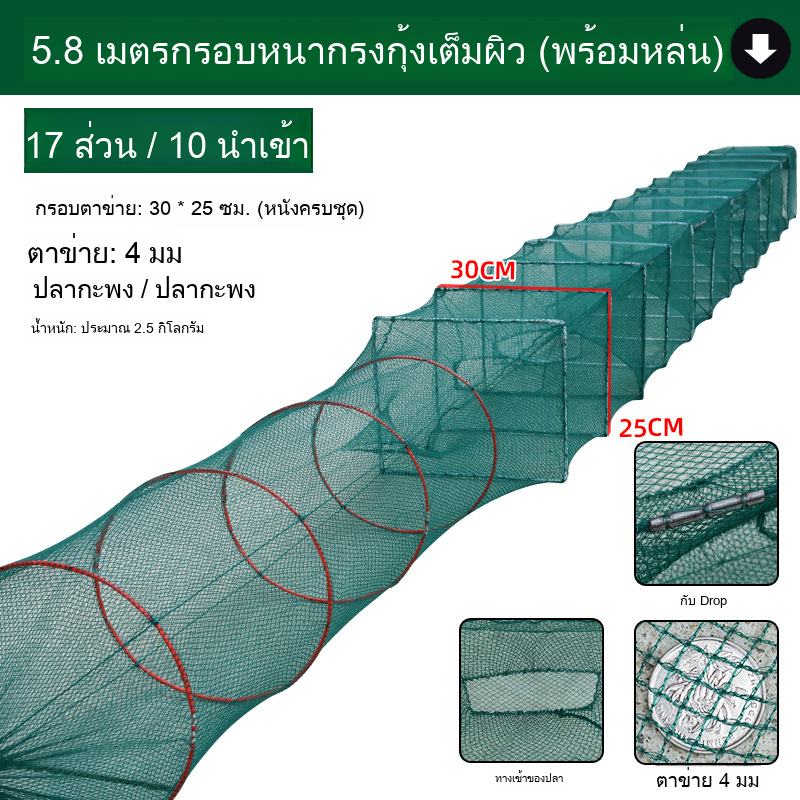 5.8 เมตรกรอบหนากรงกุ้งเต็มผิว (พร้อมหล่น)
17 ส่วน / 10 นำเข้า
กรอบตาข่าย: 30 * 25 ซม. (หนังครบชุด)
ตาข่าย: 4 มม
ปลากะพง / ปลากะพง
น้ำหนัก: ประมาณ 2.5 กิโลกรัม
30CM
25CM
กับ Drop
ทางเข้าของปลา
ตาข่าย 4 มม